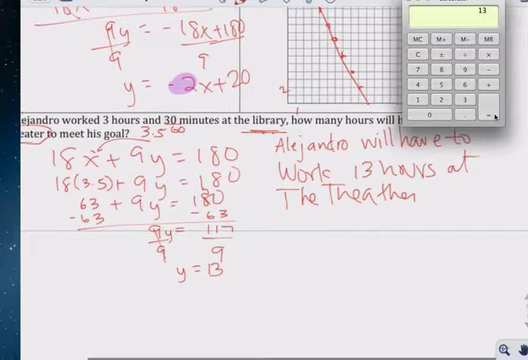 9y = -18x+180
9 9
y = -2x+20
2
13
MC M+ M- MR
C ± ÷ ×
7 8 9 −
4 5 6 +
1 2 3 =
0 .
lejandro worked 3 hours and 30 minutes at the library, how many hours will h
eater to meet his goal? 3.5
18x + 9y = 180
18(3.5)+ 9y = 180
63 + 9y = 180
-63 -63
9y = 117
9 9
y = 13
Alejandro will have to
Work 13 hours at
The Theather